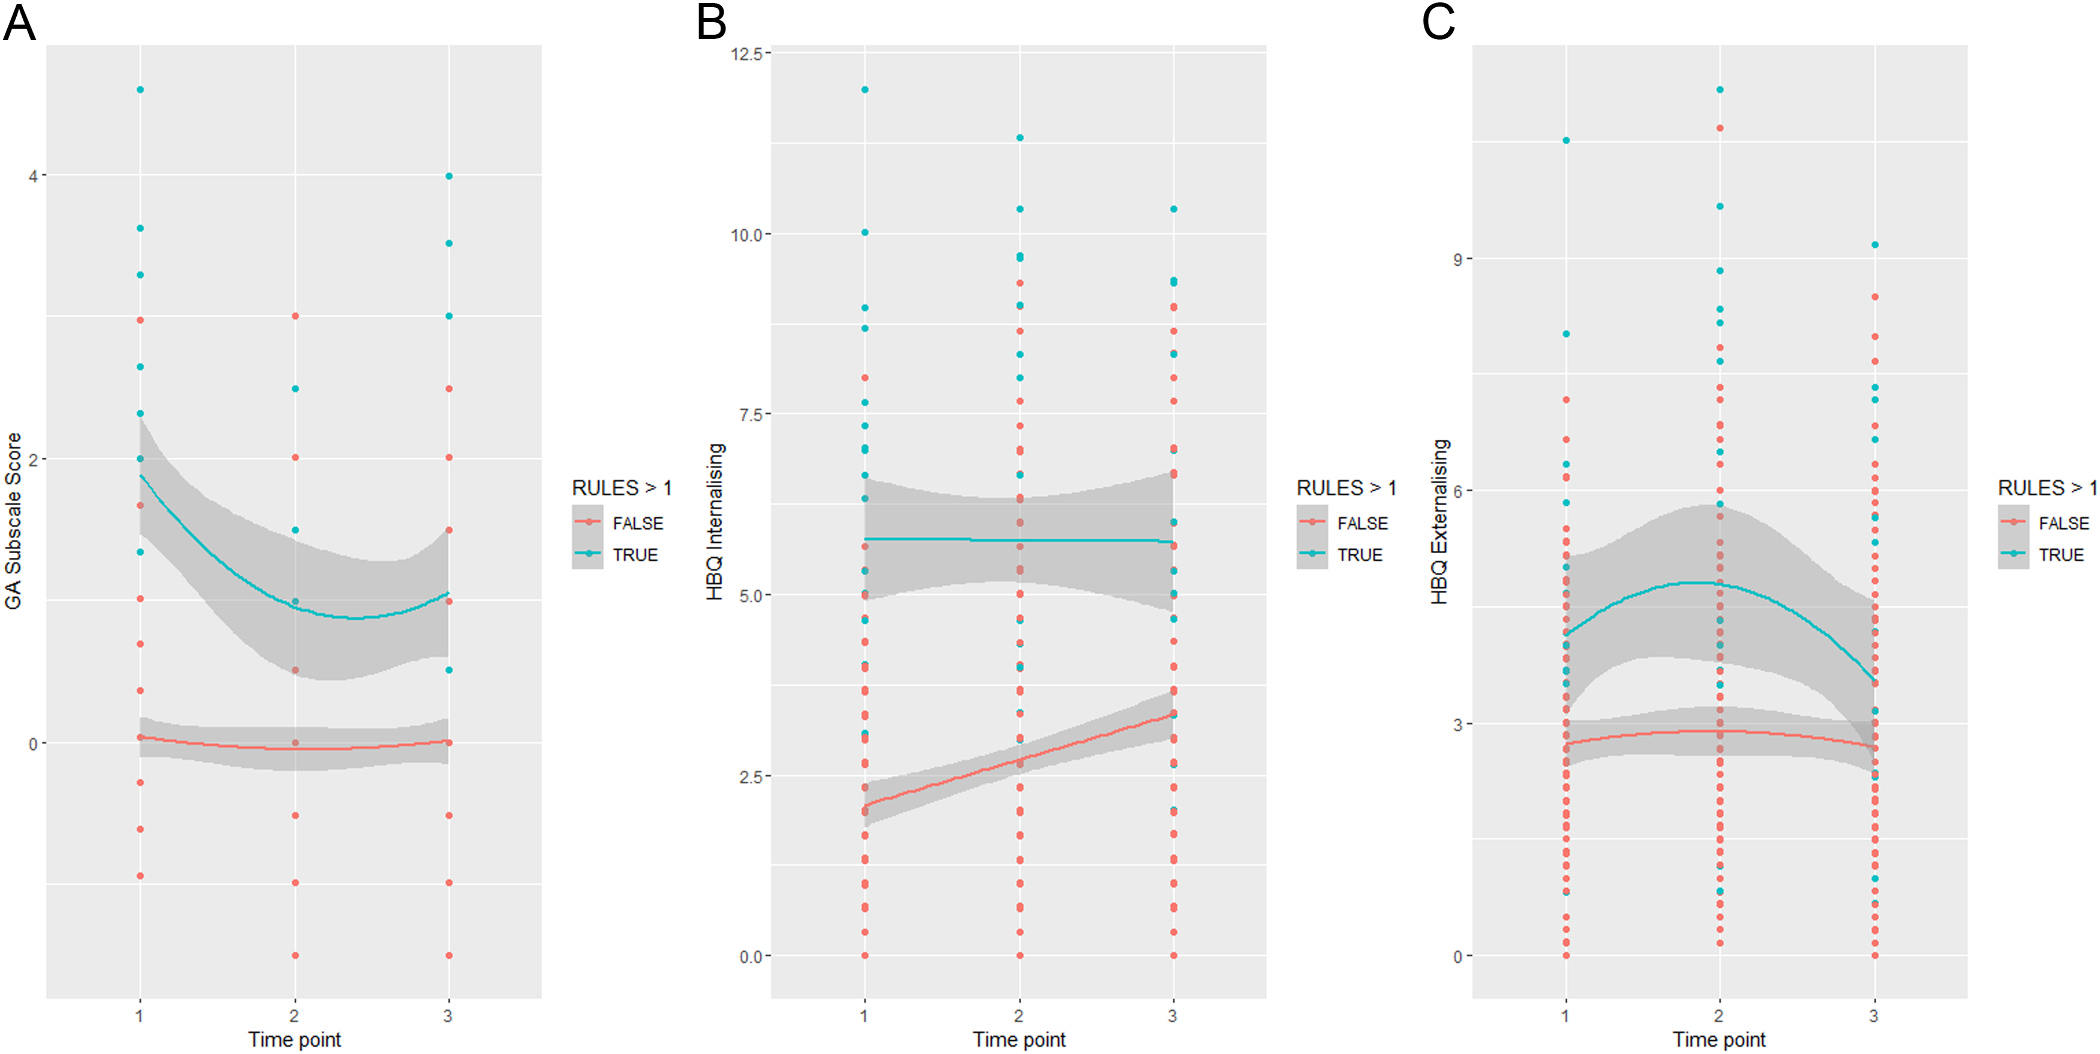 A
GA Subscale Score
4
2
0
1 2 3
Time point
RULES > 1
FALSE
TRUE
B
HBQ Internalising
12.5
10.0
7.5
5.0
2.5
0.0
1 2 3
Time point
RULES > 1
FALSE
TRUE
C
HBQ Externalising
9
6
3
0
1 2 3
Time point
RULES > 1
FALSE
TRUE